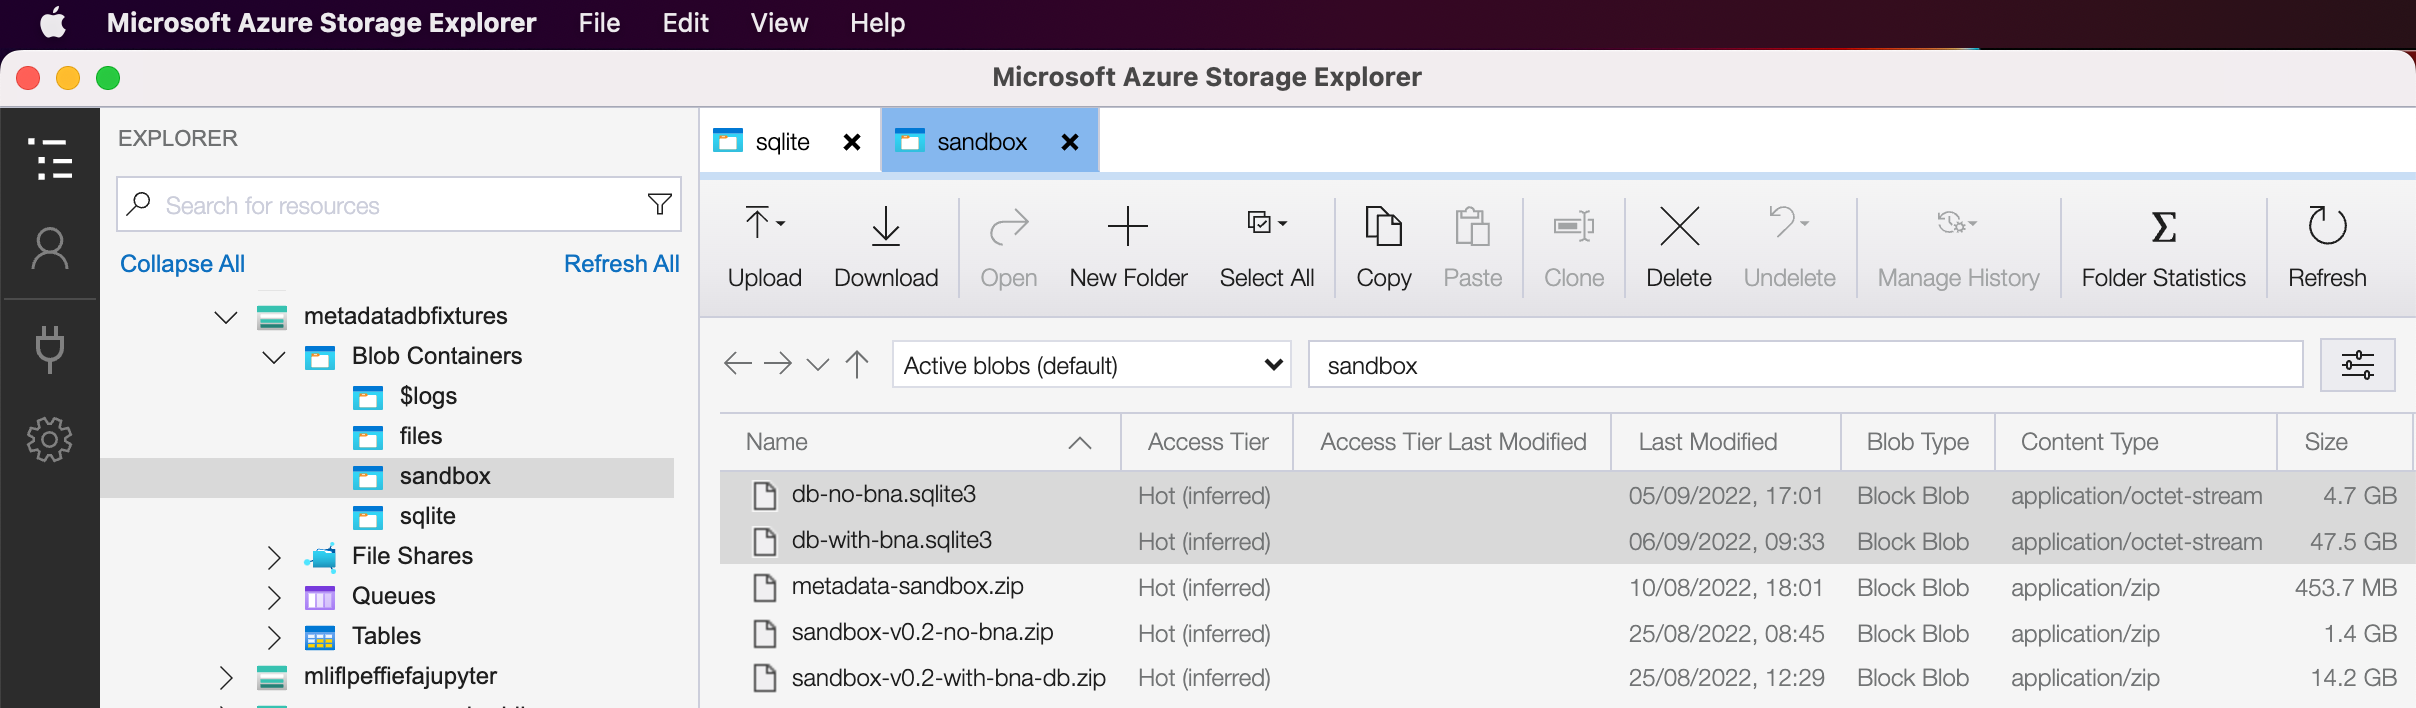 Microsoft Azure Storage Explorer File Edit View Help
Microsoft Azure Storage Explorer
EXPLORER
Search for resources
Collapse All Refresh All
metadatadbfixtures
Blob Containers
$logs
files
sandbox
sqlite
File Shares
Queues
Tables
mliflpeffiefajupyter
sqlite sandbox
Upload Download Open New Folder Select All Copy Paste Clone Delete Undelete Manage History Folder Statistics Refresh
Active blobs (default) sandbox
Name Access Tier Access Tier Last Modified Last Modified Blob Type Content Type Size
db-no-bna.sqlite3 Hot (inferred) 05/09/2022, 17:01 Block Blob application/octet-stream 4.7 GB
db-with-bna.sqlite3 Hot (inferred) 06/09/2022, 09:33 Block Blob application/octet-stream 47.5 GB
metadata-sandbox.zip Hot (inferred) 10/08/2022, 18:01 Block Blob application/zip 453.7 MB
sandbox-v0.2-no-bna.zip Hot (inferred) 25/08/2022, 08:45 Block Blob application/zip 1.4 GB
sandbox-v0.2-with-bna-db.zip Hot (inferred) 25/08/2022, 12:29 Block Blob application/zip 14.2 GB